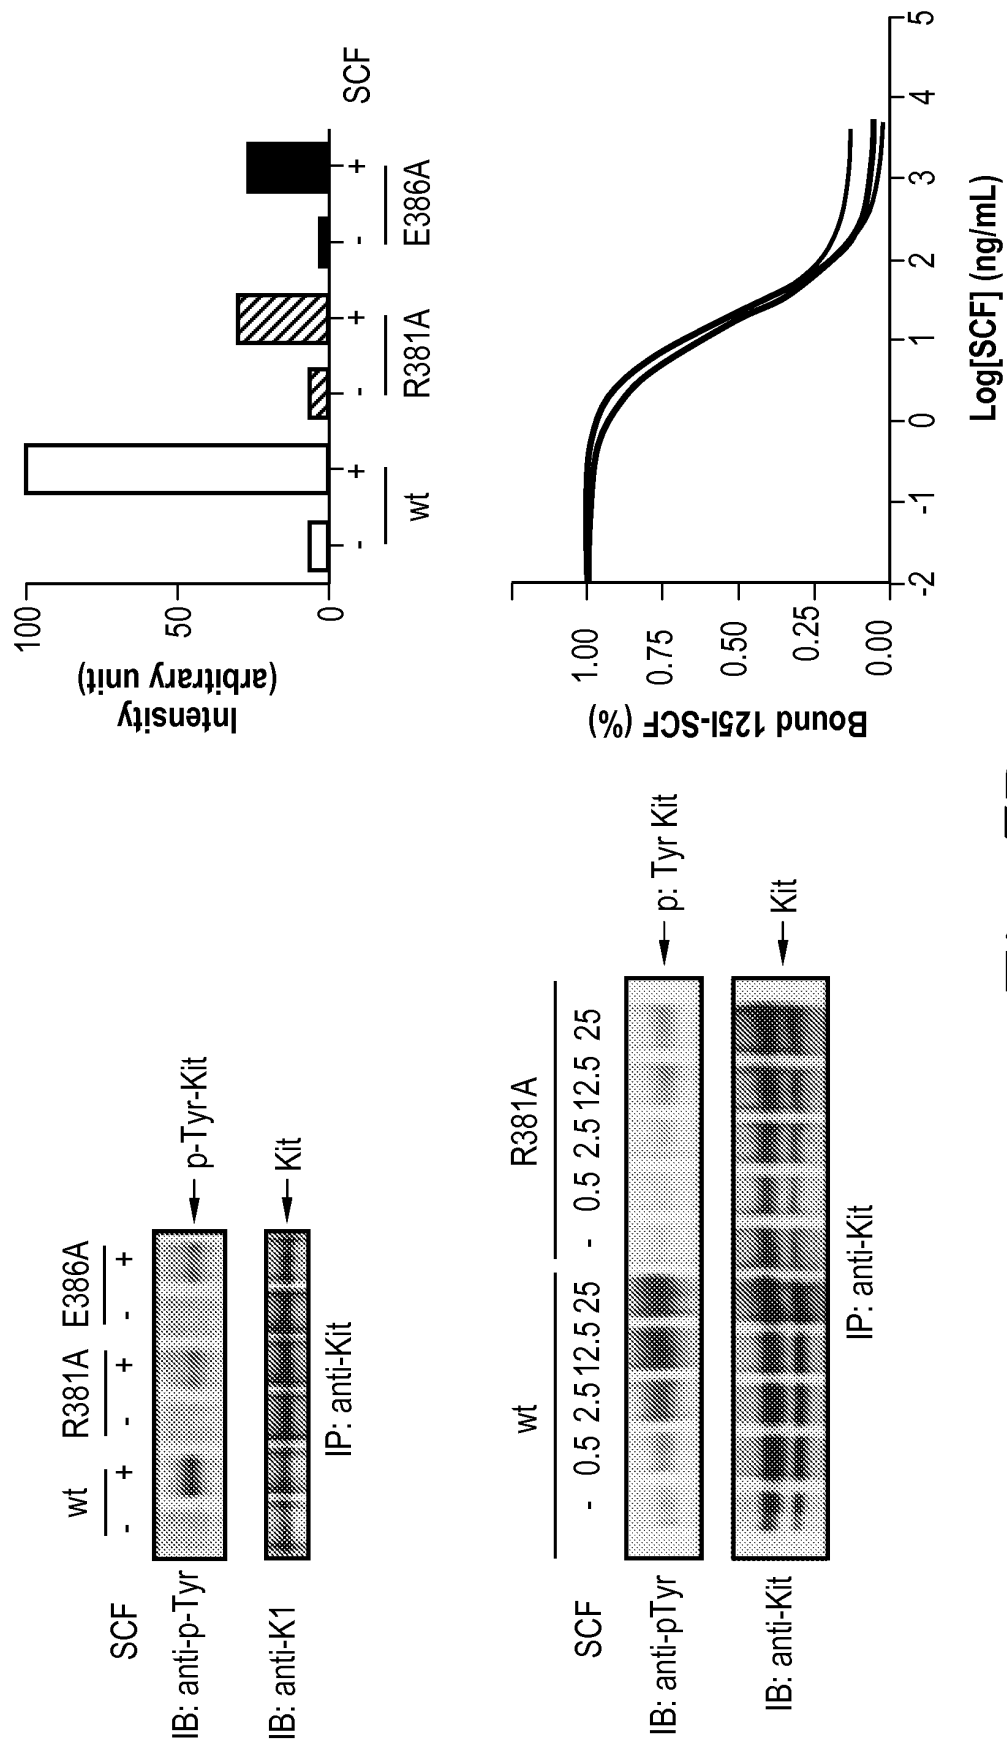 wt R381A E386A
SCF - + - + - +
IB: anti-p-Tyr p-Tyr-Kit
IB: anti-K1 Kit
IP: anti-Kit
Intensity
(arbitrary unit)
100
50
0
- + - + - + SCF
wt R381A E386A
wt R381A
SCF - 0.5 2.5 12.5 25 - 0.5 2.5 12.5 25
IB: anti-pTyr p: Tyr Kit
IB: anti-Kit Kit
IP: anti-Kit
Bound 125I-SCF (%)
1.00
0.75
0.50
0.25
0.00
-2 -1 0 1 2 3 4 5
Log[SCF] (ng/mL)